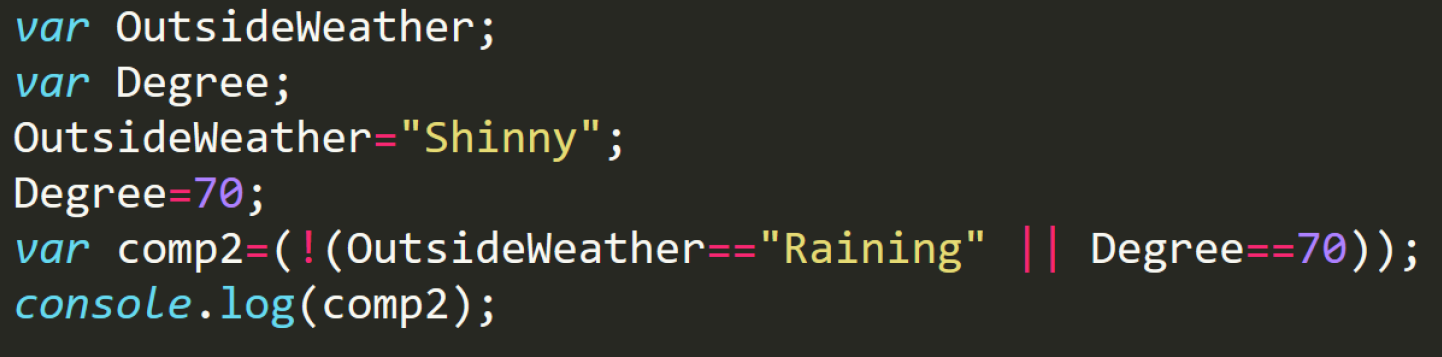 var OutsideWeather;
var Degree;
OutsideWeather="Shinny";
Degree=70;
var comp2=(!(OutsideWeather=="Raining" || Degree==70));
console.log(comp2);